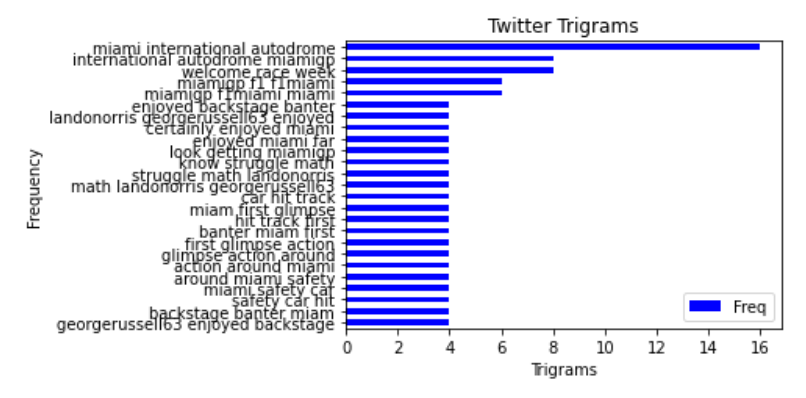 Twitter Trigrams
miami international autodrome
international autodrome miamigp
welcome race week
miamigp f1 f1miami
miamigp f1miami miami
enjoyed backstage banter
landonorris georgerussell63 enjoyed
certainly enjoyed miami
enjoyed miami far
look getting miamigp
know struggle math
struggle math landonorris
math landonorris georgerussell63
car hit track
miam first glimpse
hit track first
banter miam first
first glimpse action
glimpse action around
action around miami
around miami safety
miami safety car
safety car hit
backstage banter miam
georgerussell63 enjoyed backstage
Frequency
Freq
0 2 4 6 8 10 12 14 16
Trigrams